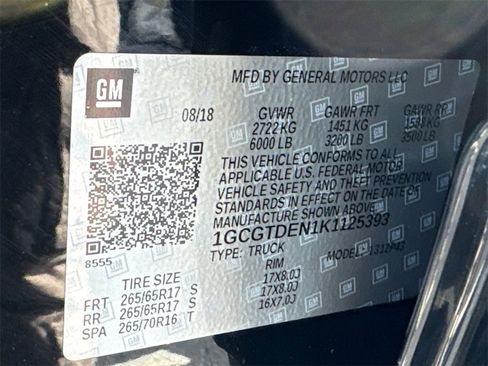 GM
MFD BY GENERAL MOTORS LLC
08/18 GVWR GAWR FRT GAWR RR
2722 KG 1451 KG 1588 KG
6000 LB 3200 LB 3500 LB
THIS VEHICLE CONFORMS TO ALL
APPLICABLE U.S. FEDERAL MOTOR
VEHICLE SAFETY AND THEFT PREVENTION
STANDARDS IN EFFECT ON THE DATE OF
MANUFACTURE SHOWN ABOVE.
1GCGTDEN1K1125393
TYPE: TRUCK MODEL:
8555
TIRE SIZE RIM
FRT 265/65R17 S 17X8.0J
RR 265/65R17 S 17X8.0J
SPA 265/70R16 T 16X7.0J